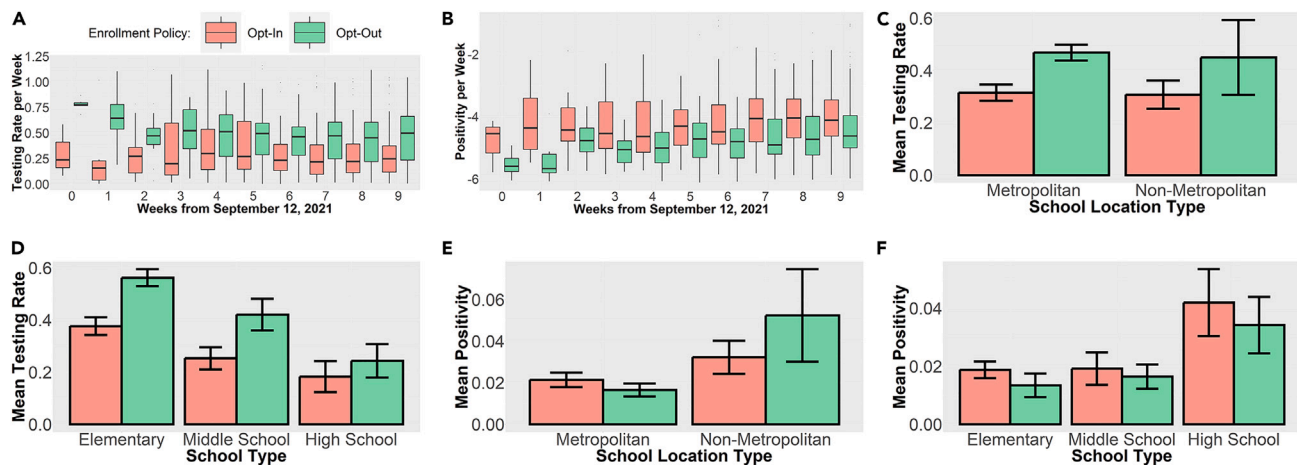 A
Enrollment Policy: Opt-In Opt-Out
Testing Rate per Week
1.25
1.00
0.75
0.50
0.25
0.00
0 1 2 3 4 5 6 7 8 9
Weeks from September 12, 2021
B
Positivity per Week
-2
-4
-6
0 1 2 3 4 5 6 7 8 9
Weeks from September 12, 2021
C
Mean Testing Rate
0.6
0.4
0.2
0.0
Metropolitan Non-Metropolitan
School Location Type
D
Mean Testing Rate
0.6
0.4
0.2
0.0
Elementary Middle School High School
School Type
E
Mean Positivity
0.06
0.04
0.02
0.00
Metropolitan Non-Metropolitan
School Location Type
F
Mean Positivity
0.04
0.02
0.00
Elementary Middle School High School
School Type